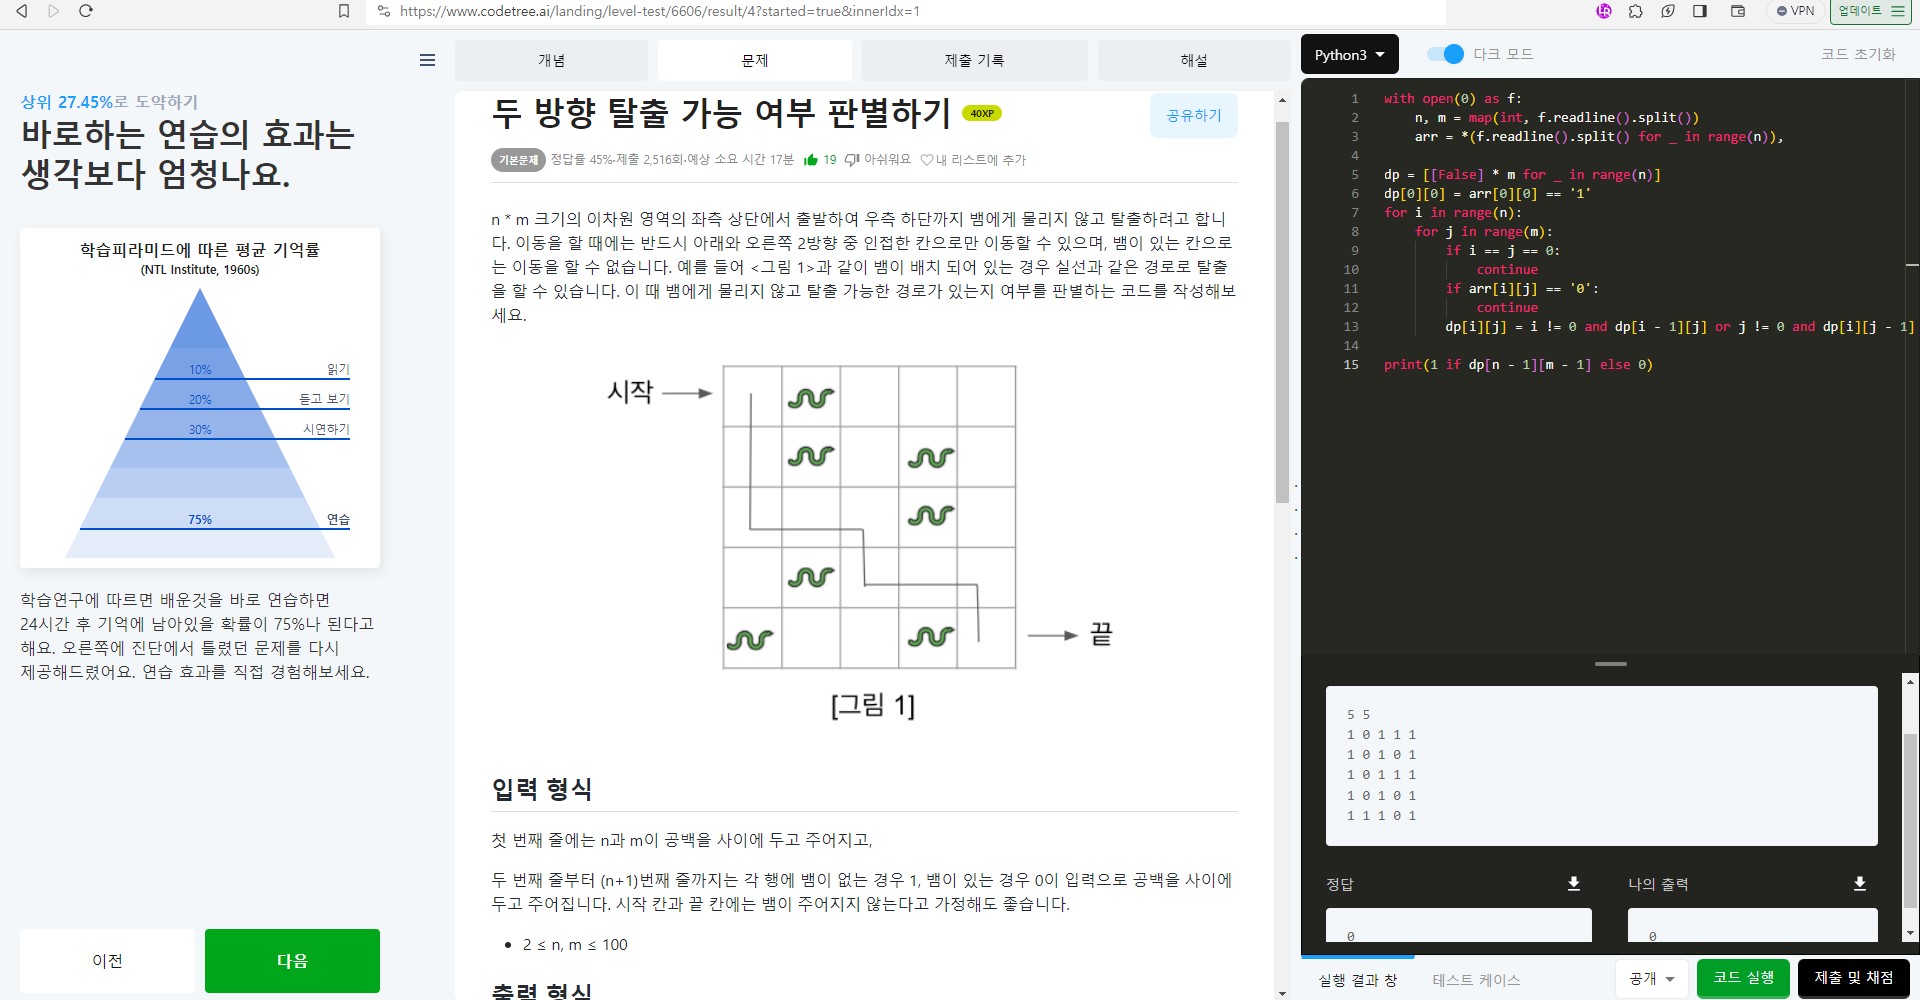 https://www.codetree.ai/landing/level-test/6606/result/4?started=true&innerIdx=1
VPN
업데이트
상위 27.45%로 도약하기
바로하는 연습의 효과는
생각보다 엄청나요.
학습피라미드에 따른 평균 기억률
(NTL Institute, 1960s)
10% 읽기
20% 듣고 보기
30% 시연하기
75% 연습
학습연구에 따르면 배운것을 바로 연습하면
24시간 후 기억에 남아있을 확률이 75%나 된다고
해요. 오른쪽에 진단에서 틀렸던 문제를 다시
제공해드렸어요. 연습 효과를 직접 경험해보세요.
이전
다음
개념
문제
제출 기록
해설
두 방향 탈출 가능 여부 판별하기 40XP
공유하기
기본문제 정답률 45%•제출 2,516회•예상 소요 시간 17분 19 아쉬워요 내 리스트에 추가
n * m 크기의 이차원 영역의 좌측 상단에서 출발하여 우측 하단까지 뱀에게 물리지 않고 탈출하려고 합니
다. 이동을 할 때에는 반드시 아래와 오른쪽 2방향 중 인접한 칸으로만 이동할 수 있으며, 뱀이 있는 칸으로
는 이동을 할 수 없습니다. 예를 들어 <그림 1>과 같이 뱀이 배치 되어 있는 경우 실선과 같은 경로로 탈출
을 할 수 있습니다. 이 때 뱀에게 물리지 않고 탈출 가능한 경로가 있는지 여부를 판별하는 코드를 작성해보
세요.
시작
끝
[그림 1]
입력 형식
첫 번째 줄에는 n과 m이 공백을 사이에 두고 주어지고,
두 번째 줄부터 (n+1)번째 줄까지는 각 행에 뱀이 없는 경우 1, 뱀이 있는 경우 0이 입력으로 공백을 사이에
두고 주어집니다. 시작 칸과 끝 칸에는 뱀이 주어지지 않는다고 가정해도 좋습니다.
• 2 ≤ n, m ≤ 100
출력 형식
Python3
다크 모드
코드 초기화
1 with open(0) as f:
2 n, m = map(int, f.readline().split())
3 arr = *(f.readline().split() for _ in range(n)),
4
5 dp = [[False] * m for _ in range(n)]
6 dp[0][0] = arr[0][0] == '1'
7 for i in range(n):
8 for j in range(m):
9 if i == j == 0:
10 continue
11 if arr[i][j] == '0':
12 continue
13 dp[i][j] = i != 0 and dp[i - 1][j] or j != 0 and dp[i][j - 1]
14
15 print(1 if dp[n - 1][m - 1] else 0)
5 5
1 0 1 1 1
1 0 1 0 1
1 0 1 1 1
1 0 1 0 1
1 1 1 0 1
정답
나의 출력
0
0
실행 결과 창
테스트 케이스
공개
코드 실행
제출 및 채점